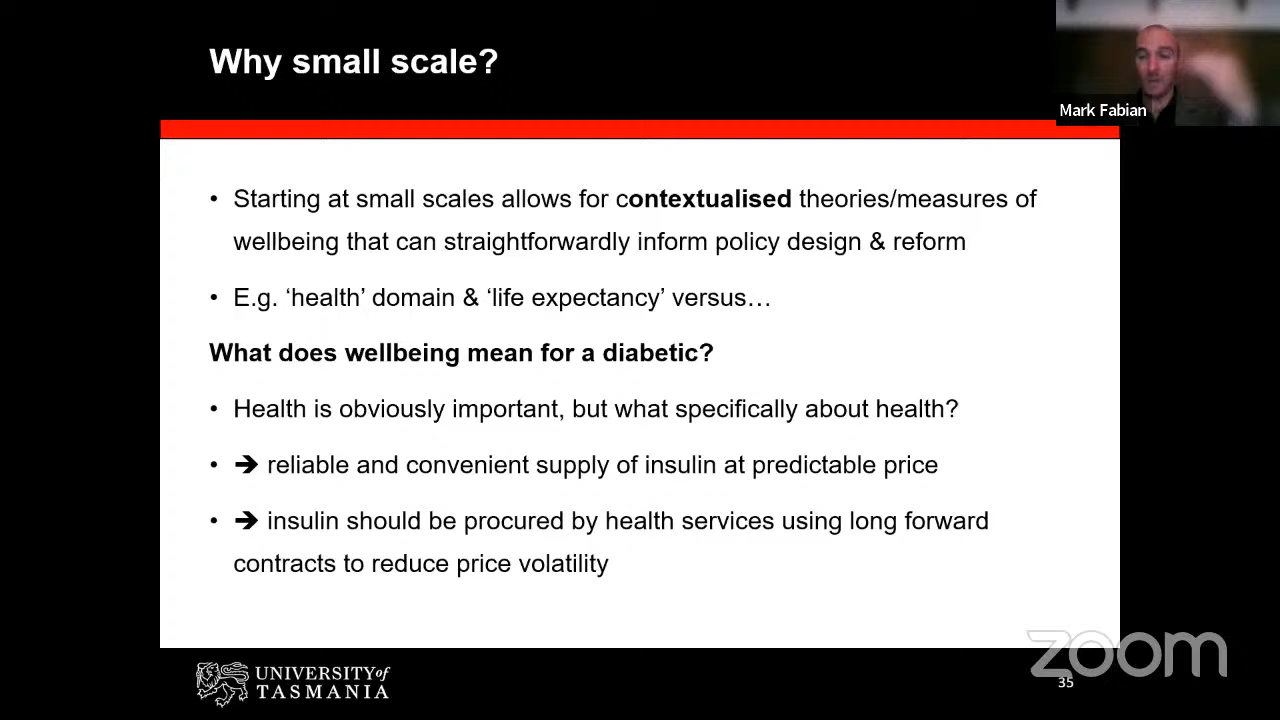 Why small scale?
Mark Fabian
• Starting at small scales allows for contextualised theories/measures of
wellbeing that can straightforwardly inform policy design & reform
• E.g. ‘health’ domain & ‘life expectancy’ versus…
What does wellbeing mean for a diabetic?
• Health is obviously important, but what specifically about health?
• ➔ reliable and convenient supply of insulin at predictable price
• ➔ insulin should be procured by health services using long forward
contracts to reduce price volatility
UNIVERSITY of
TASMANIA
zoom
35